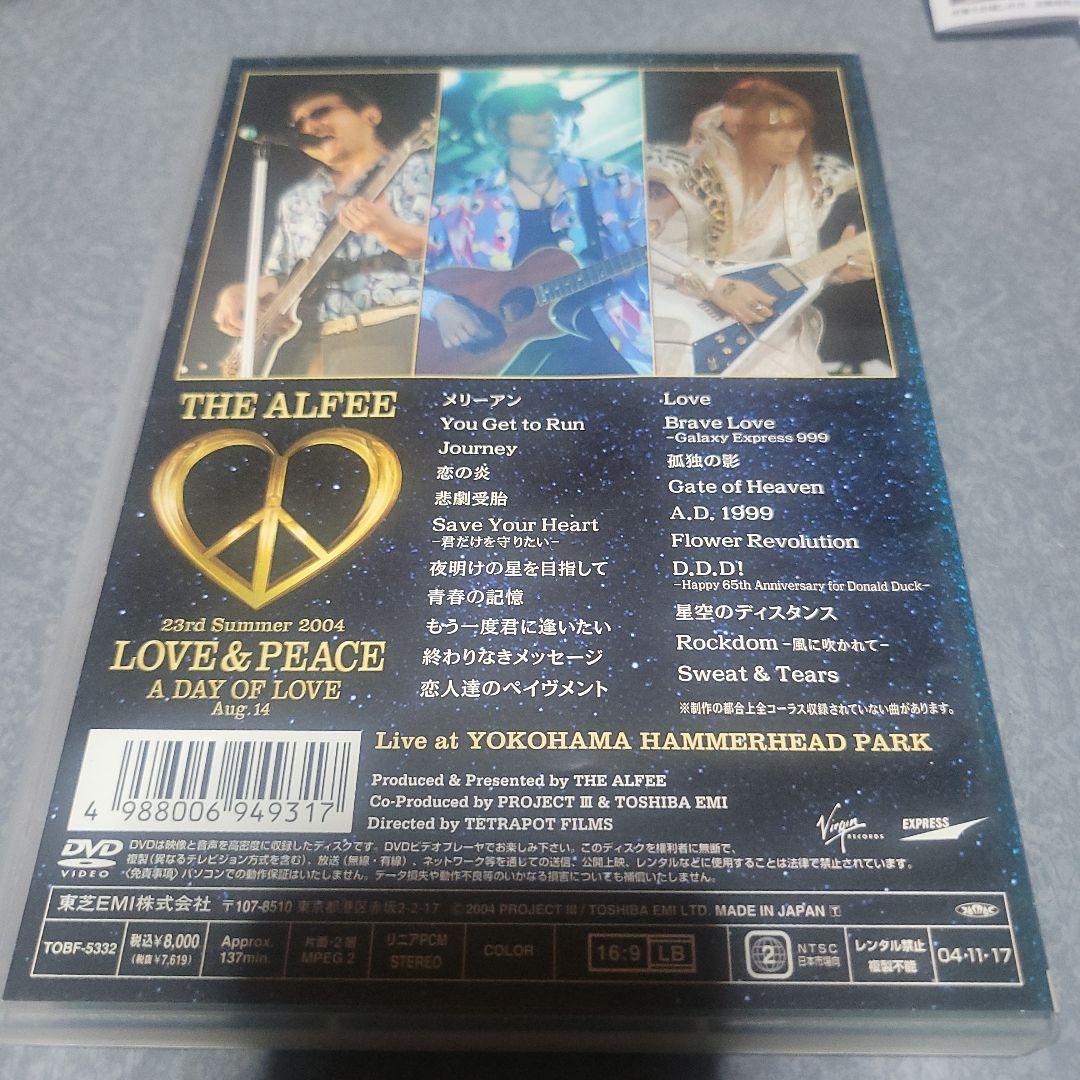 THE ALFEE
23rd Summer 2004
LOVE & PEACE
A DAY OF LOVE
Aug. 14
メリーアン
You Get to Run
Journey
恋の炎
悲劇受胎
Save Your Heart
-君だけを守りたい-
夜明けの星を目指して
青春の記憶
もう一度君に逢いたい
終わりなきメッセージ
恋人達のペイヴメント
Love
Brave Love
-Galaxy Express 999
孤独の影
Gate of Heaven
A.D. 1999
Flower Revolution
D.D.D!
-Happy 65th Anniversary for Donald Duck-
星空のディスタンス
Rockdom -風に吹かれて-
Sweat & Tears
※制作の都合上全コーラス収録されていない曲があります。
Live at YOKOHAMA HAMMERHEAD PARK
4 988006 949317
Produced & Presented by THE ALFEE
Co-Produced by PROJECT III & TOSHIBA EMI
Directed by TETRAPOT FILMS
Virgin RECORDS
EXPRESS
DVD VIDEO
DVDは映像と音声を高密度に収録したディスクです。DVDビデオプレーヤでお楽しみ下さい。このディスクを権利者に無断で、
複製(異なるテレビジョン方式を含む)、放送(無線・有線)、ネットワーク等を通じての送信、公開上映、レンタルなどに使用することは法律で禁止されています。
〈免責事項〉パソコンでの動作保証はいたしません。データ損失や動作不良等のいかなる損害についても補償いたしません。
東芝EMI株式会社 〒107-8510 東京都港区赤坂2-2-17 © 2004 PROJECT III / TOSHIBA EMI LTD. MADE IN JAPAN T
JASRAC
TOBF-5332
税込¥8,000
(税抜¥7,619)
Approx.
137min.
片面・2層
MPEG 2
リニアPCM
STEREO
COLOR
16:9 LB
2
NTSC
日本市場向
レンタル禁止
複製不能
04・11・17